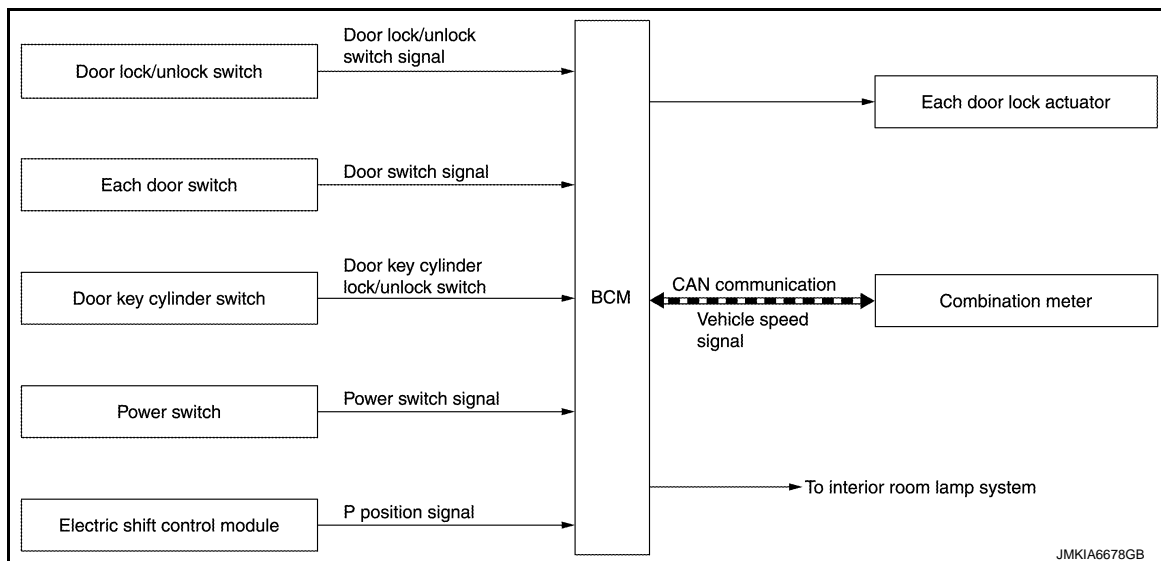 Door lock/unlock switch
Door lock/unlock
switch signal
Each door switch
Door switch signal
Door key cylinder switch
Door key cylinder
lock/unlock switch
Power switch
Power switch signal
Electric shift control module
P position signal
BCM
Each door lock actuator
CAN communication
Vehicle speed
signal
Combination meter
To interior room lamp system
JMKIA6678GB